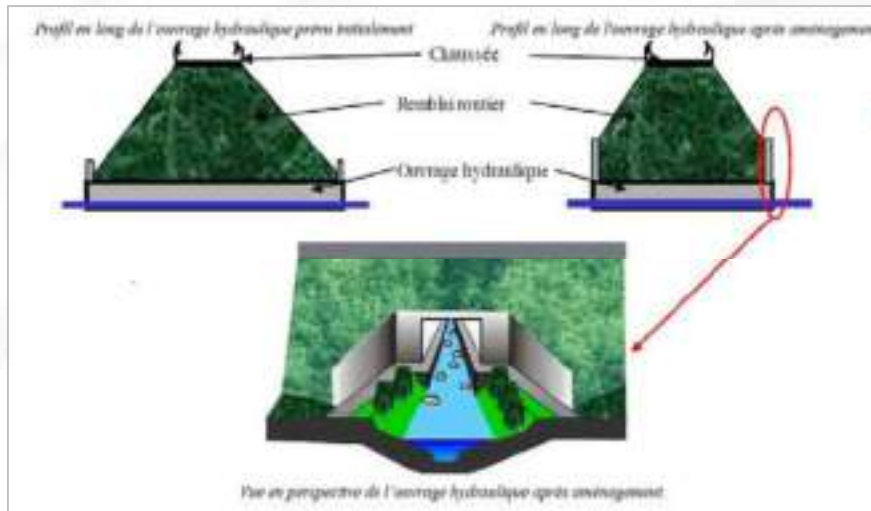 Profil en long de l'ouvrage hydraulique prévu initialement
Profil en long de l'ouvrage hydraulique après aménagement
Chaussée
Remblai routier
Ouvrage hydraulique
Vue en perspective de l'ouvrage hydraulique après aménagement